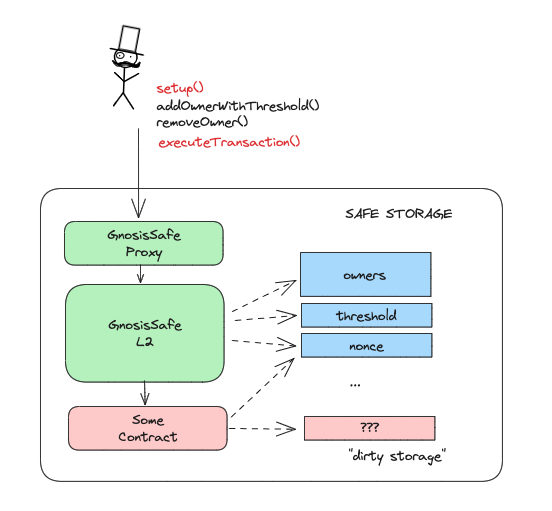 setup()
addOwnerWithThreshold()
removeOwner()
executeTransaction()
SAFE STORAGE
GnosisSafe
Proxy
owners
GnosisSafe
L2
threshold
nonce
...
Some
Contract
???
"dirty storage"